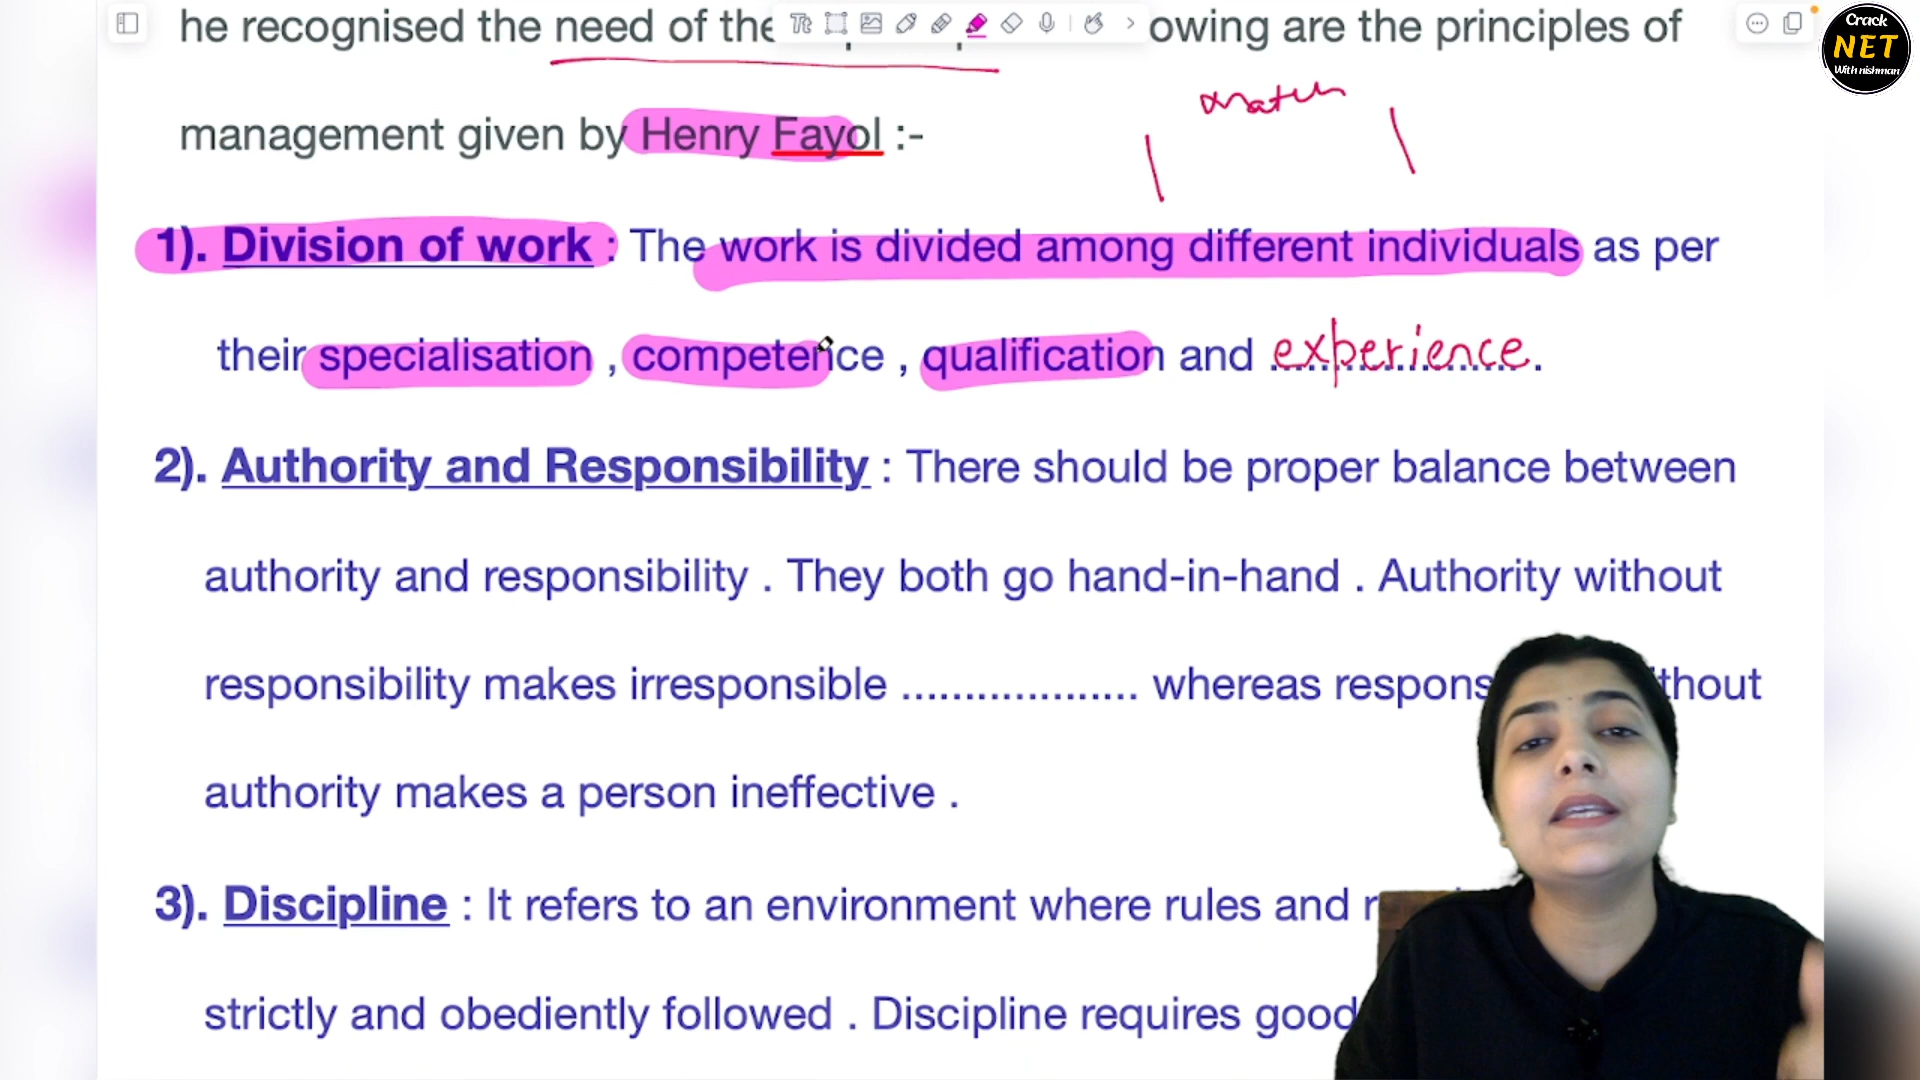 he recognised the need of the owing are the principles of
Crack
NET
With nishman
match
management given by Henry Fayol :-
1). Division of work : The work is divided among different individuals as per
their specialisation , competence , qualification and experience.
2). Authority and Responsibility : There should be proper balance between
authority and responsibility . They both go hand-in-hand . Authority without
responsibility makes irresponsible ................... whereas respons thout
authority makes a person ineffective .
3). Discipline : It refers to an environment where rules and r
strictly and obediently followed . Discipline requires good